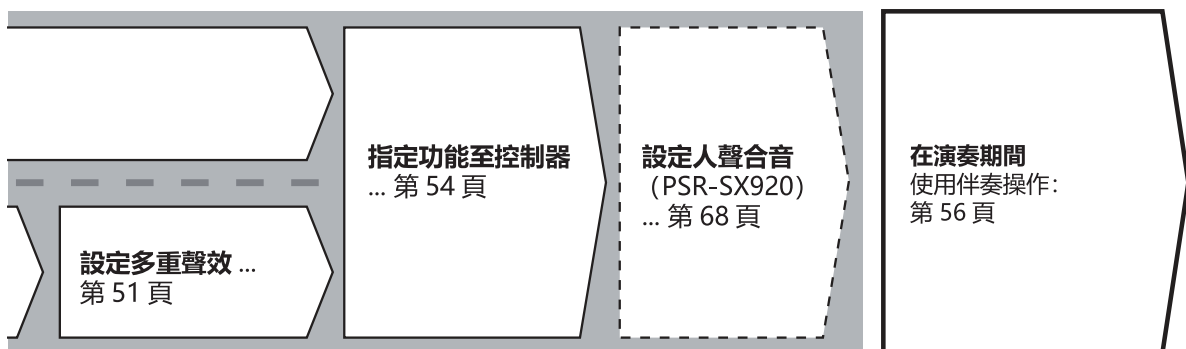 設定多重聲效 ...
第 51 頁
指定功能至控制器
... 第 54 頁
設定人聲合音
（PSR-SX920）
... 第 68 頁
在演奏期間
使用伴奏操作：
第 56 頁